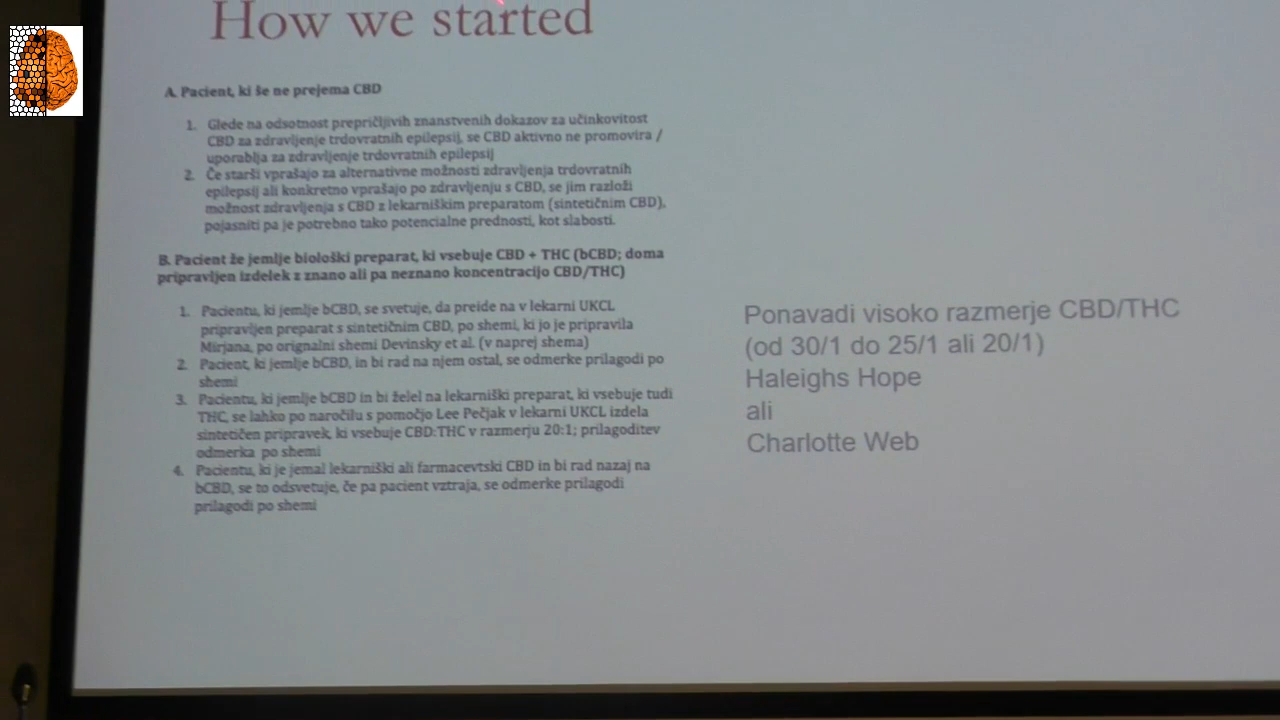 How we started
A. Pacient, ki še ne prejema CBD
1. Glede na odsotnost prepričljivih znanstvenih dokazov za učinkovitost
CBD za zdravljenje trdovratnih epilepsij, se CBD aktivno ne promovira /
uporablja za zdravljenje trdovratnih epilepsij
2. Če starši vprašajo za alternativne možnosti zdravljenja trdovratnih
epilepsij ali konkretno vprašajo po zdravljenju s CBD, se jim razloži
možnost zdravljenja s CBD z lekarniškim preparatom (sintetičnim CBD),
pojasniti pa je potrebno tako potencialne prednosti, kot slabosti.
B. Pacient že jemlje biološki preparat, ki vsebuje CBD + THC (bCBD; doma
pripravljen izdelek z znano ali pa neznano koncentracijo CBD/THC)
1. Pacientu, ki jemlje bCBD, se svetuje, da preide na v lekarni UKCL
pripravljen preparat s sintetičnim CBD, po shemi, ki jo je pripravila
Mirjana, po orignalni shemi Devinsky et al. (v naprej shema)
2. Pacient, ki jemlje bCBD, in bi rad na njem ostal, se odmerke prilagodi po
shemi
3. Pacientu, ki jemlje bCBD in bi želel na lekarniški preparat, ki vsebuje tudi
THC, se lahko po naročilu s pomočjo Lee Pečjak v lekarni UKCL izdela
sintetičen pripravek, ki vsebuje CBD:THC v razmerju 20:1; prilagoditev
odmerka po shemi
4. Pacientu, ki je jemal lekarniški ali farmacevtski CBD in bi rad nazaj na
bCBD, se to odsvetuje, če pa pacient vztraja, se odmerke prilagodi
prilagodi po shemi
Ponavadi visoko razmerje CBD/THC
(od 30/1 do 25/1 ali 20/1)
Haleighs Hope
ali
Charlotte Web